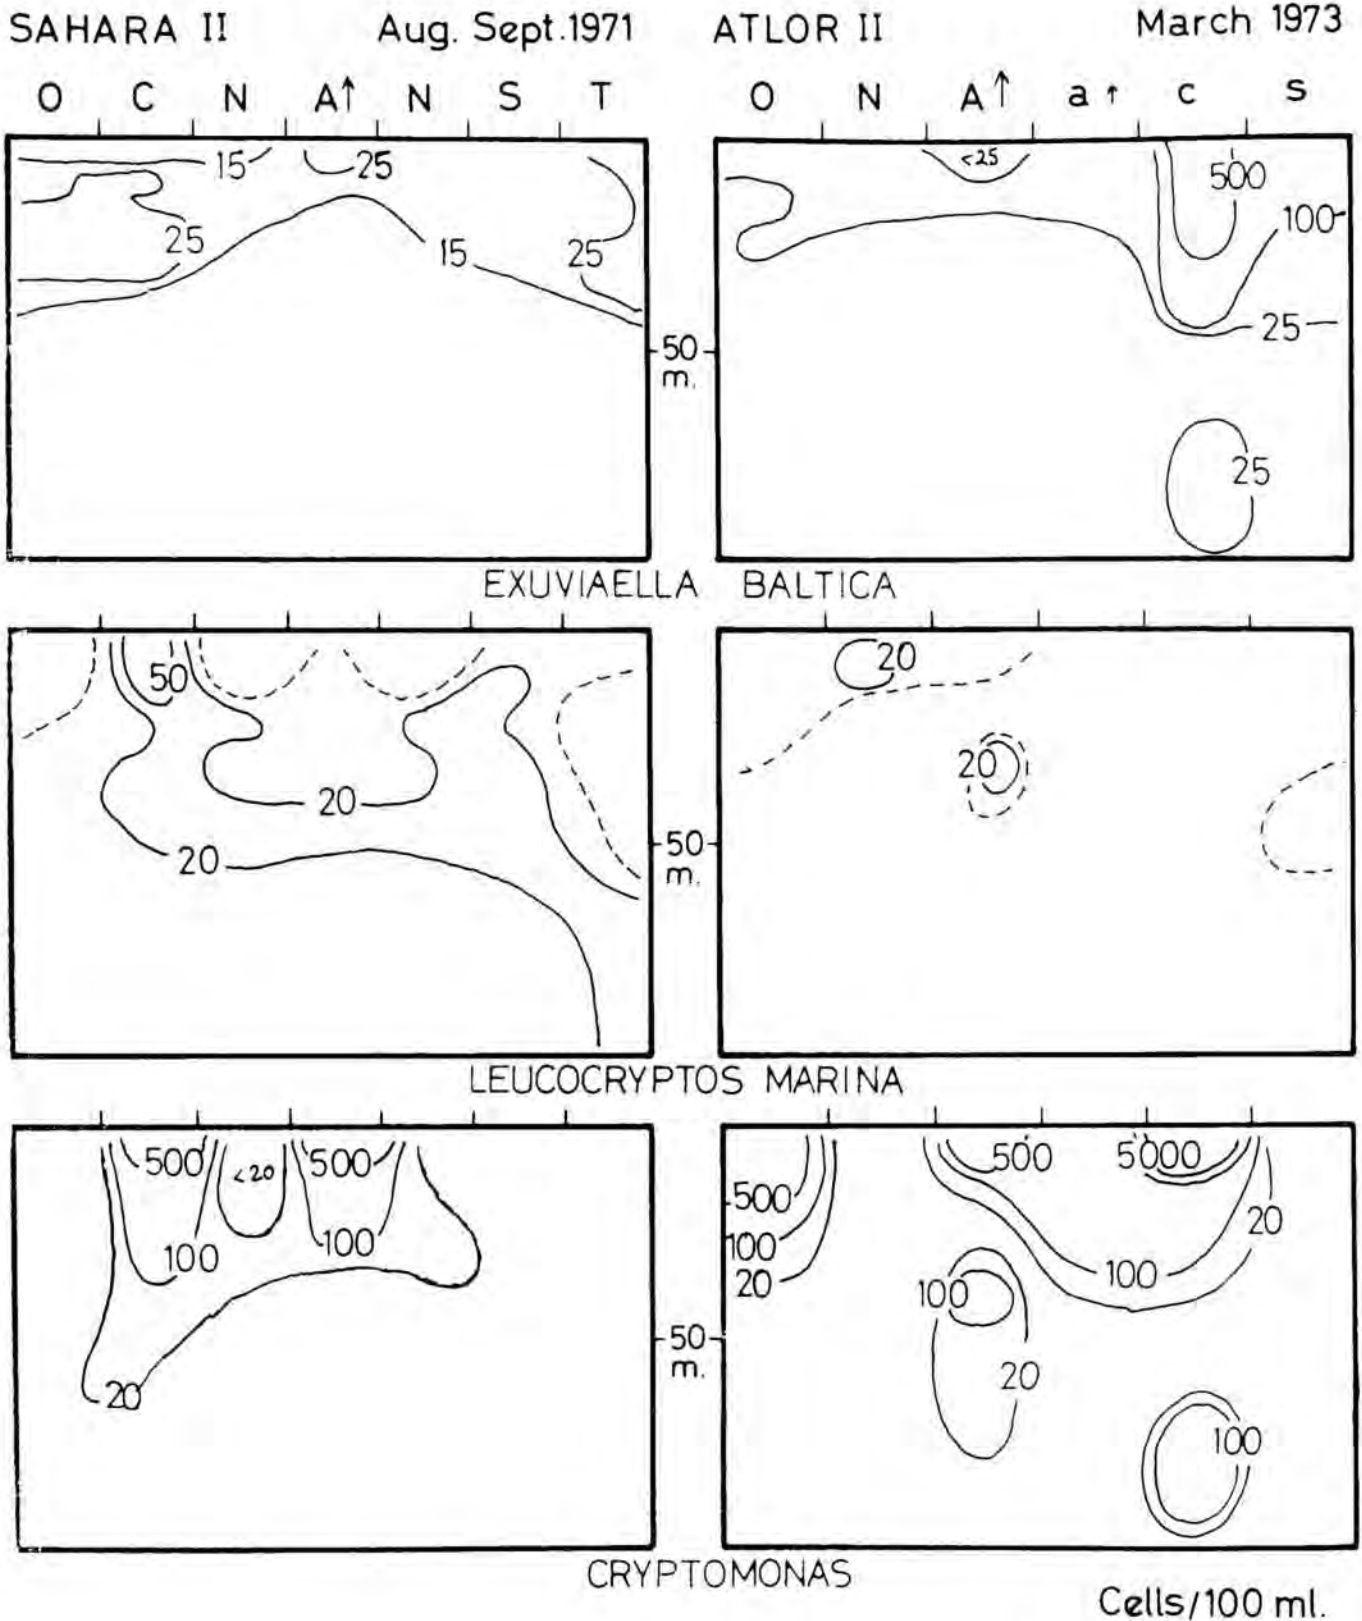 SAHARA II Aug. Sept. 1971 ATLOR II March 1973
O C N A↑ N S T O N A↑ a↑ c s
15 25 <25 500
25 15 25 100
25
50 m.
25
EXUVIAELLA BALTICA
50 20
20 20
20 50 m.
LEUCOCRYPTOS MARINA
500 <20 500 500 5000
500
100 100 100 20
20 100 100
50 m.
20 20
100
CRYPTOMONAS
Cells/100 ml.